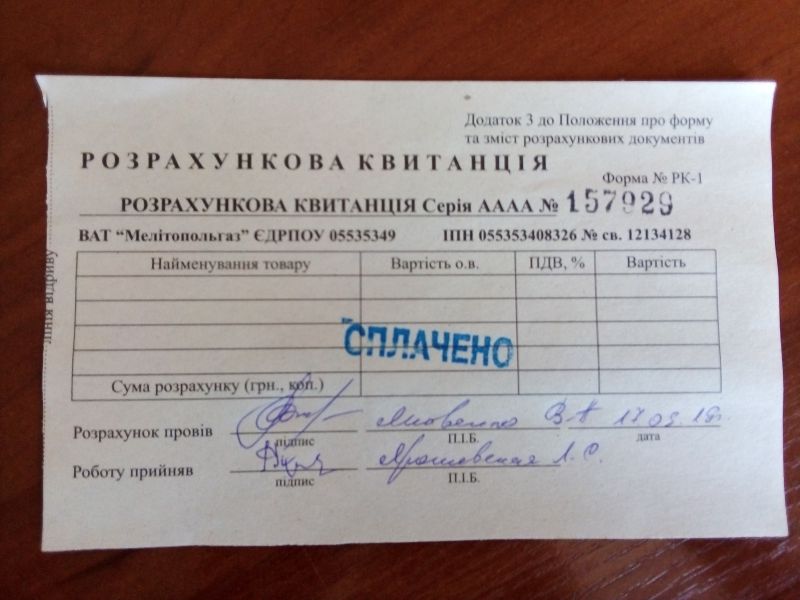 Додаток 3 до Положення про форму
та зміст розрахункових документів
РОЗРАХУНКОВА КВИТАНЦІЯ
Форма № РК-1
РОЗРАХУНКОВА КВИТАНЦІЯ Серія АААА № 157929
ВАТ “Мелітопольгаз” ЄДРПОУ 05535349 ІПН 055353408326 № св. 12134128
Найменування товару Вартість о.в. ПДВ, % Вартість
СПЛАЧЕНО
Сума розрахунку (грн., коп.)
Розрахунок провів
підпис П.І.Б. дата
Роботу прийняв Л. С.
підпис П.І.Б.
лінія відриву